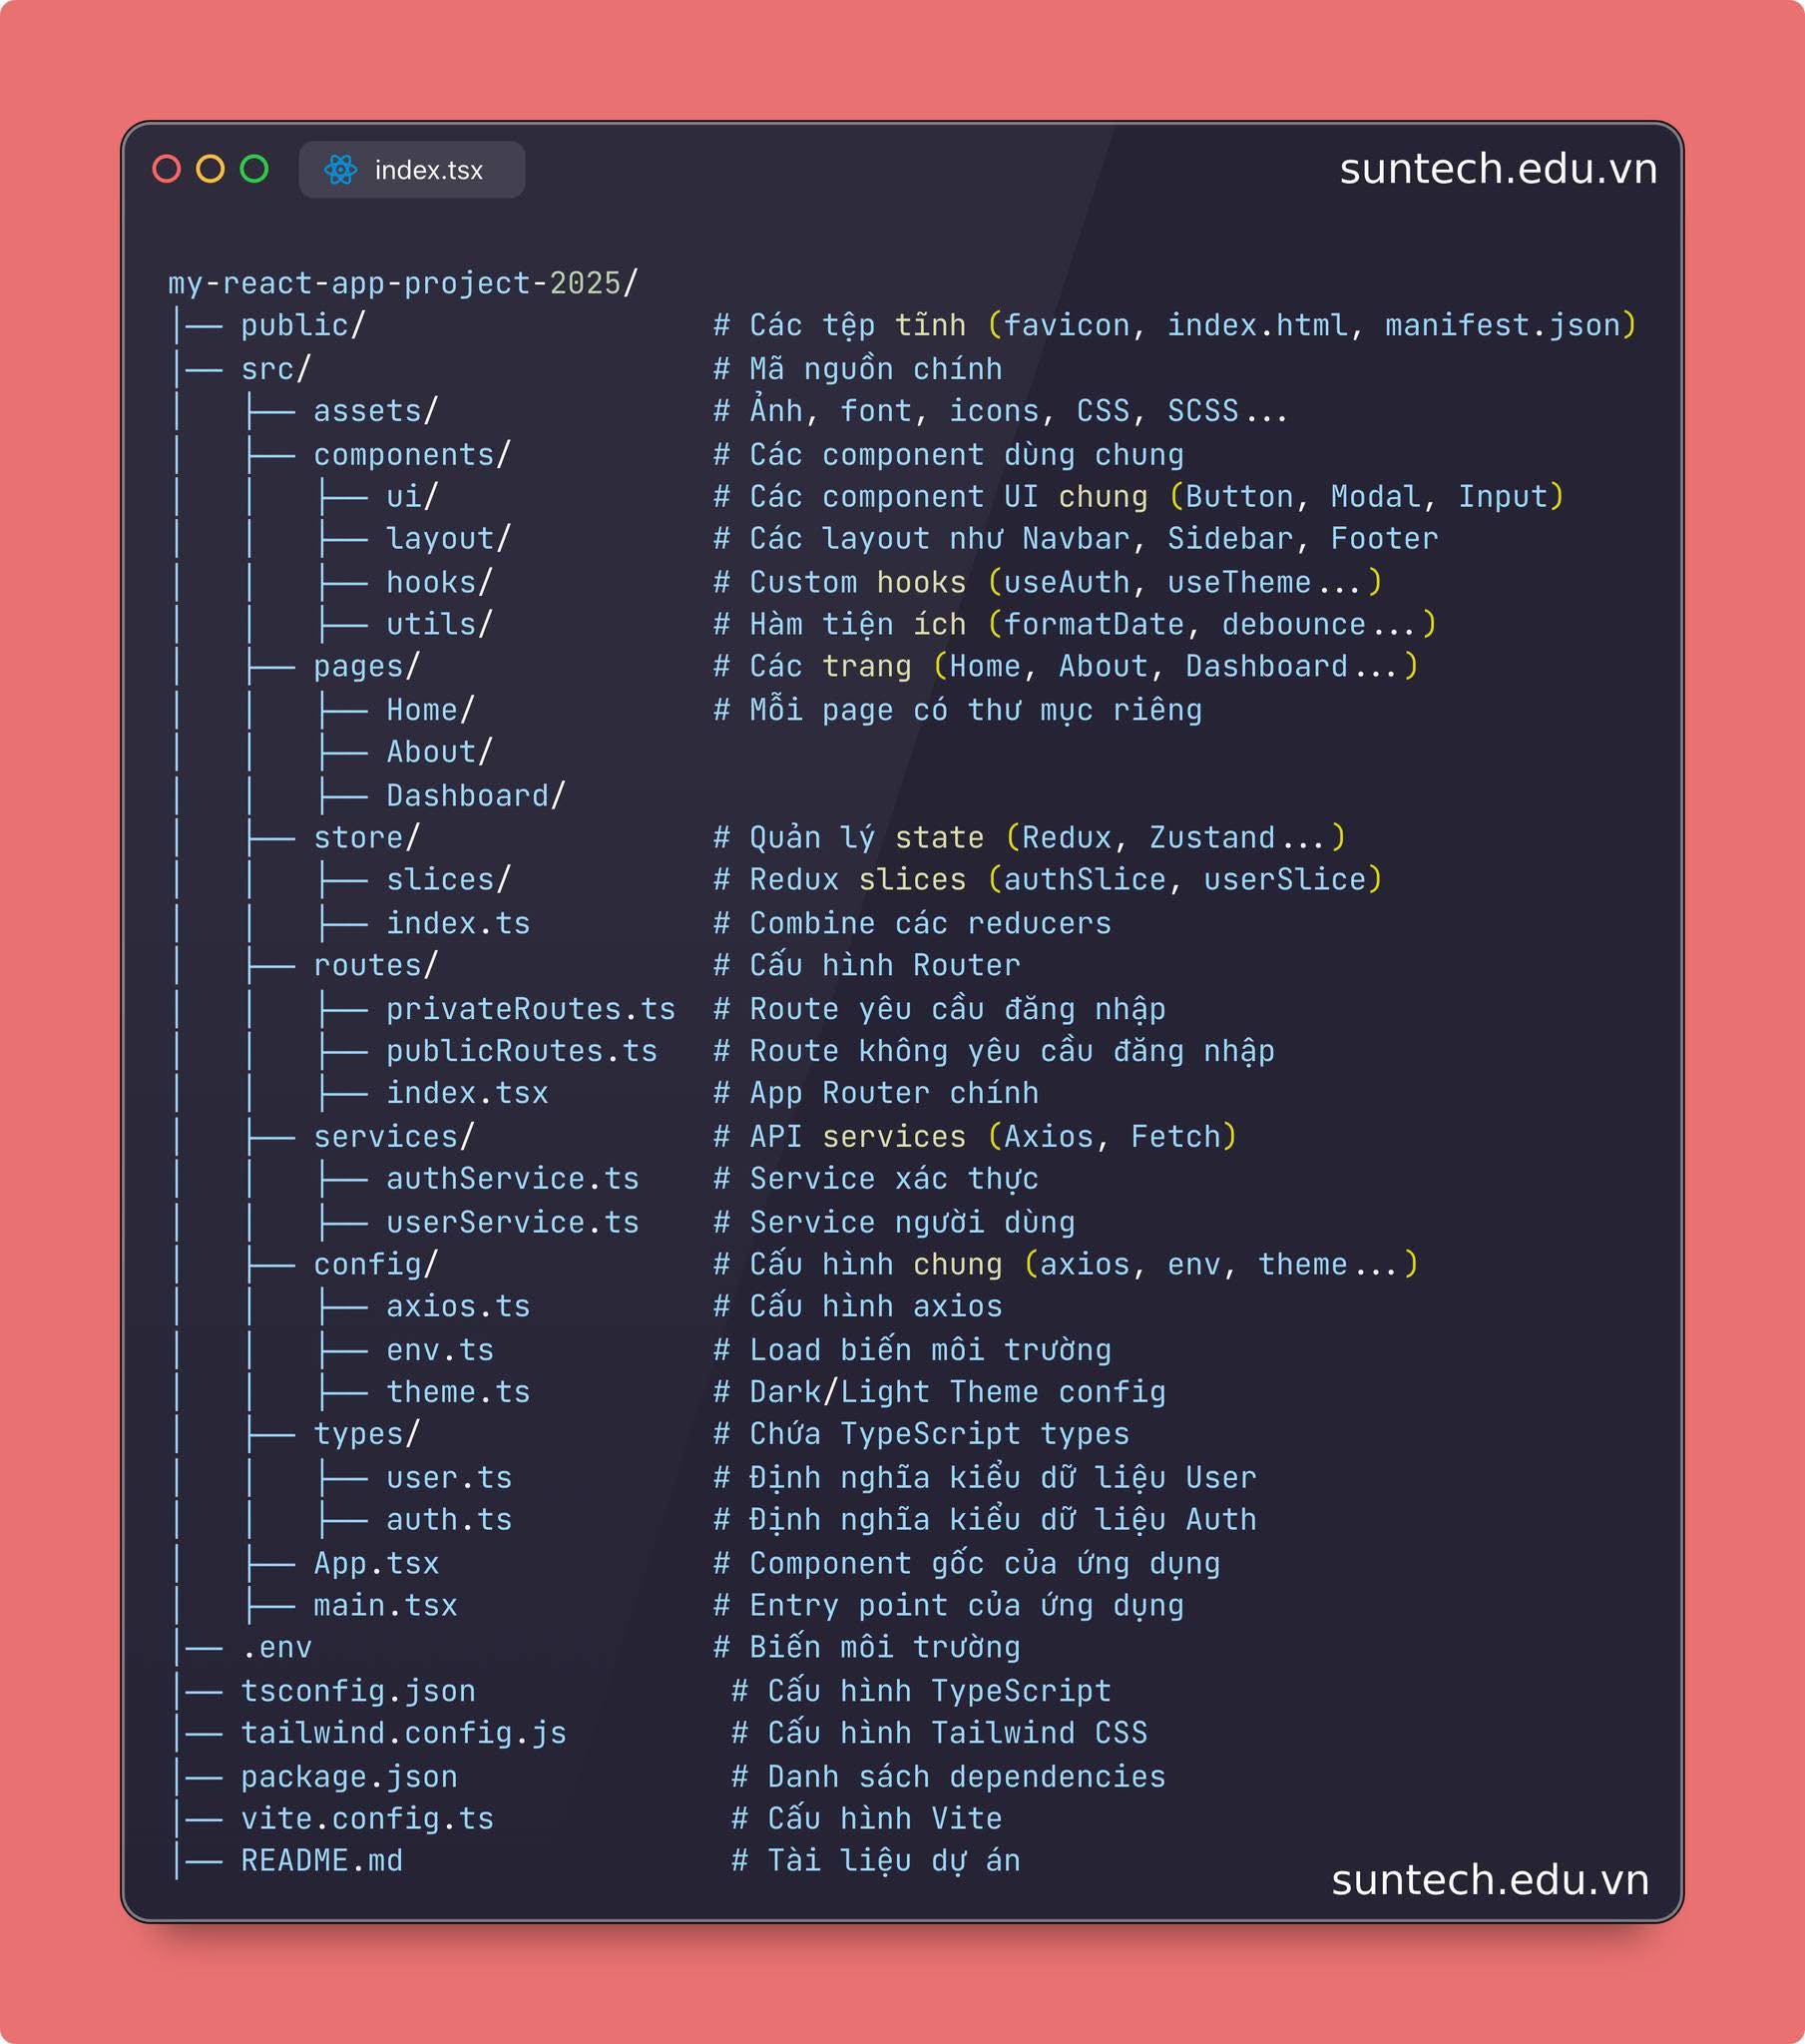 index.tsx
suntech.edu.vn
my-react-app-project-2025/
│── public/                   # Các tệp tĩnh (favicon, index.html, manifest.json)
│── src/                      # Mã nguồn chính
│   ├── assets/               # Ảnh, font, icons, CSS, SCSS...
│   ├── components/           # Các component dùng chung
│   │   ├── ui/               # Các component UI chung (Button, Modal, Input)
│   │   ├── layout/           # Các layout như Navbar, Sidebar, Footer
│   │   ├── hooks/            # Custom hooks (useAuth, useTheme...)
│   │   ├── utils/            # Hàm tiện ích (formatDate, debounce...)
│   ├── pages/                # Các trang (Home, About, Dashboard...)
│   │   ├── Home/             # Mỗi page có thư mục riêng
│   │   ├── About/
│   │   ├── Dashboard/
│   ├── store/                # Quản lý state (Redux, Zustand...)
│   │   ├── slices/           # Redux slices (authSlice, userSlice)
│   │   ├── index.ts          # Combine các reducers
│   ├── routes/               # Cấu hình Router
│   │   ├── privateRoutes.ts  # Route yêu cầu đăng nhập
│   │   ├── publicRoutes.ts   # Route không yêu cầu đăng nhập
│   │   ├── index.tsx         # App Router chính
│   ├── services/             # API services (Axios, Fetch)
│   │   ├── authService.ts    # Service xác thực
│   │   ├── userService.ts    # Service người dùng
│   ├── config/               # Cấu hình chung (axios, env, theme...)
│   │   ├── axios.ts          # Cấu hình axios
│   │   ├── env.ts            # Load biến môi trường
│   │   ├── theme.ts          # Dark/Light Theme config
│   ├── types/                # Chứa TypeScript types
│   │   ├── user.ts           # Định nghĩa kiểu dữ liệu User
│   │   ├── auth.ts           # Định nghĩa kiểu dữ liệu Auth
│   ├── App.tsx               # Component gốc của ứng dụng
│   ├── main.tsx              # Entry point của ứng dụng
│── .env                      # Biến môi trường
│── tsconfig.json              # Cấu hình TypeScript
│── tailwind.config.js         # Cấu hình Tailwind CSS
│── package.json               # Danh sách dependencies
│── vite.config.ts             # Cấu hình Vite
│── README.md                  # Tài liệu dự án
suntech.edu.vn